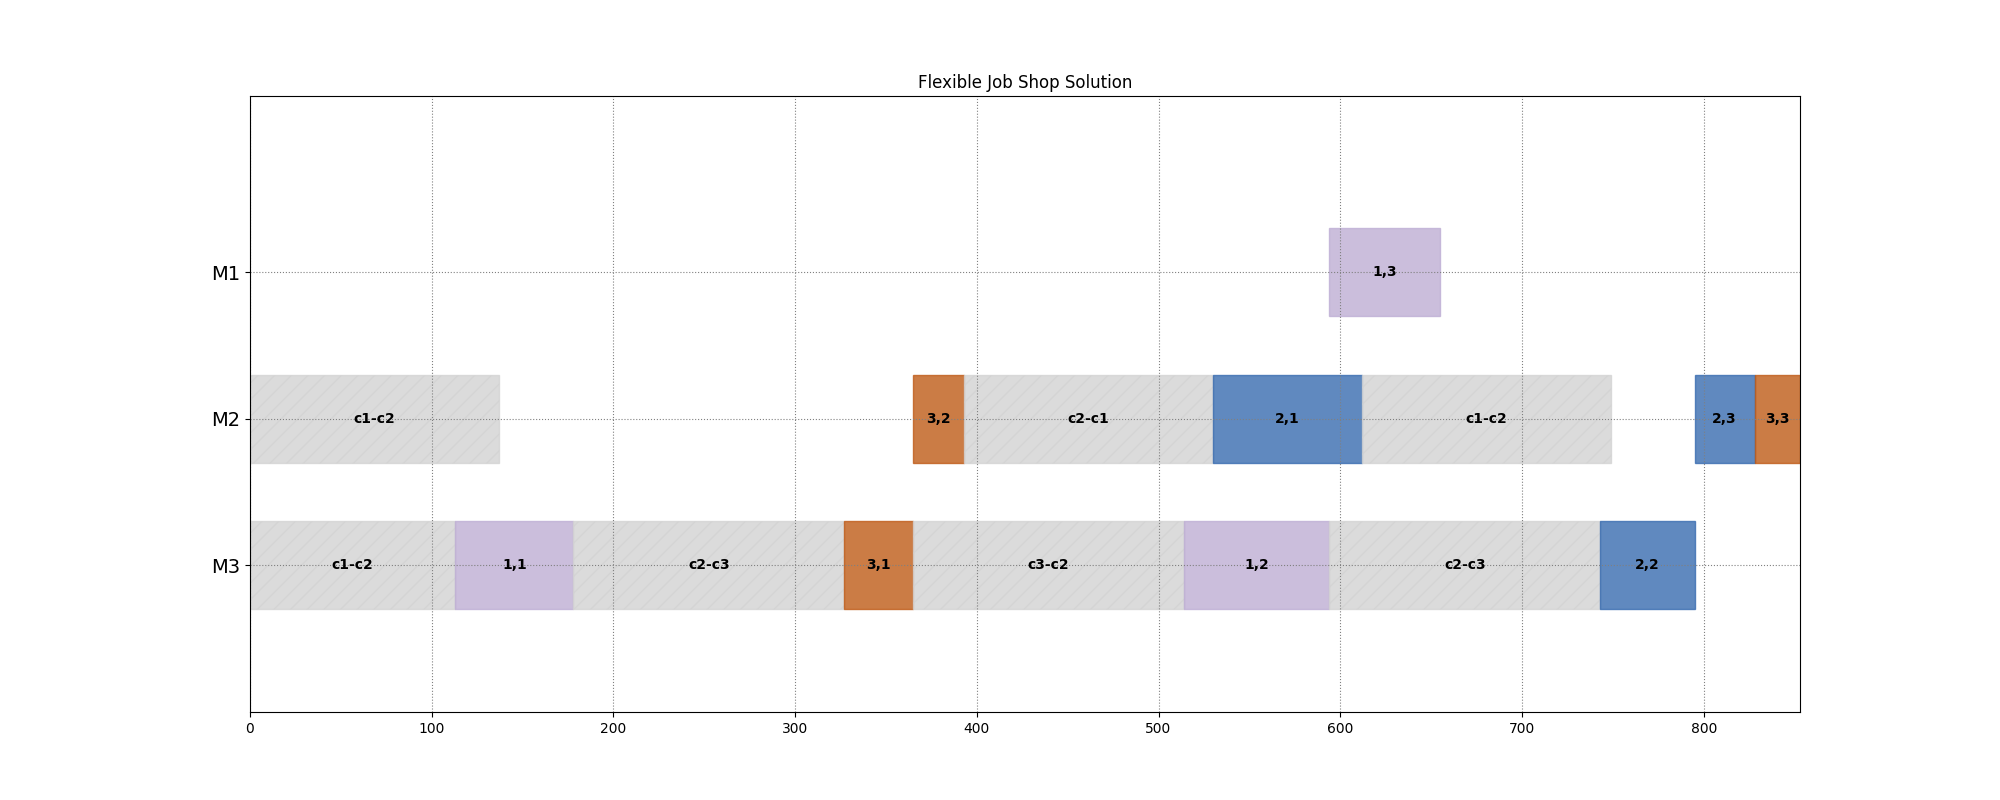 Flexible Job Shop Solution
M1
1,3
M2
c1-c2
3,2
c2-c1
2,1
c1-c2
2,3
3,3
M3
c1-c2
1,1
c2-c3
3,1
c3-c2
1,2
c2-c3
2,2
0
100
200
300
400
500
600
700
800